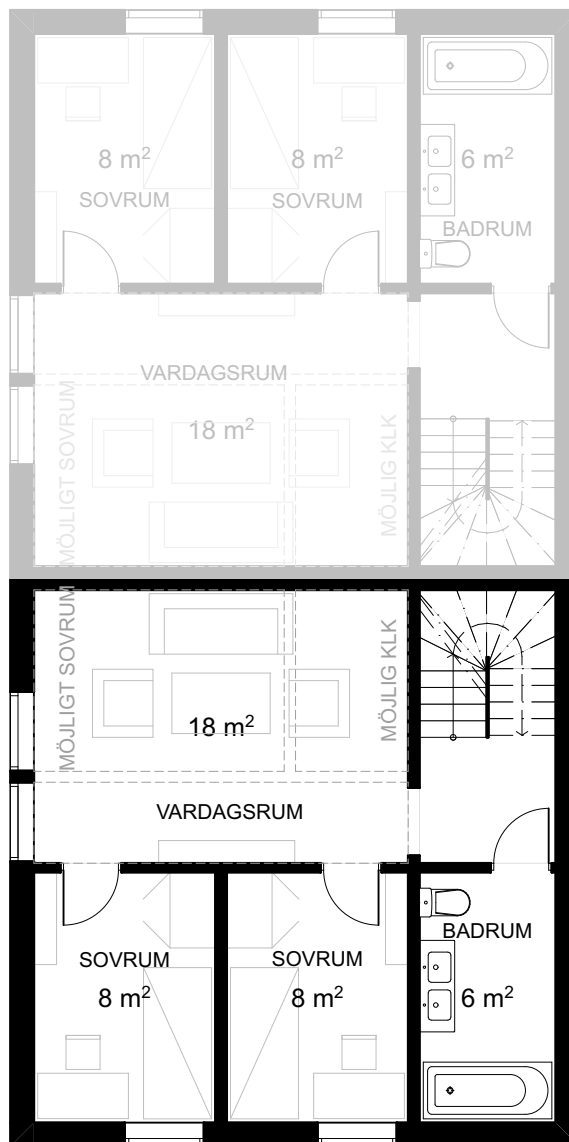 8 m²
SOVRUM
8 m²
SOVRUM
6 m²
BADRUM
VARDAGSRUM
18 m²
MÖJLIGT SOVRUM
MÖJLIG KLK
MÖJLIGT SOVRUM
MÖJLIG KLK
18 m²
VARDAGSRUM
SOVRUM
8 m²
SOVRUM
8 m²
BADRUM
6 m²